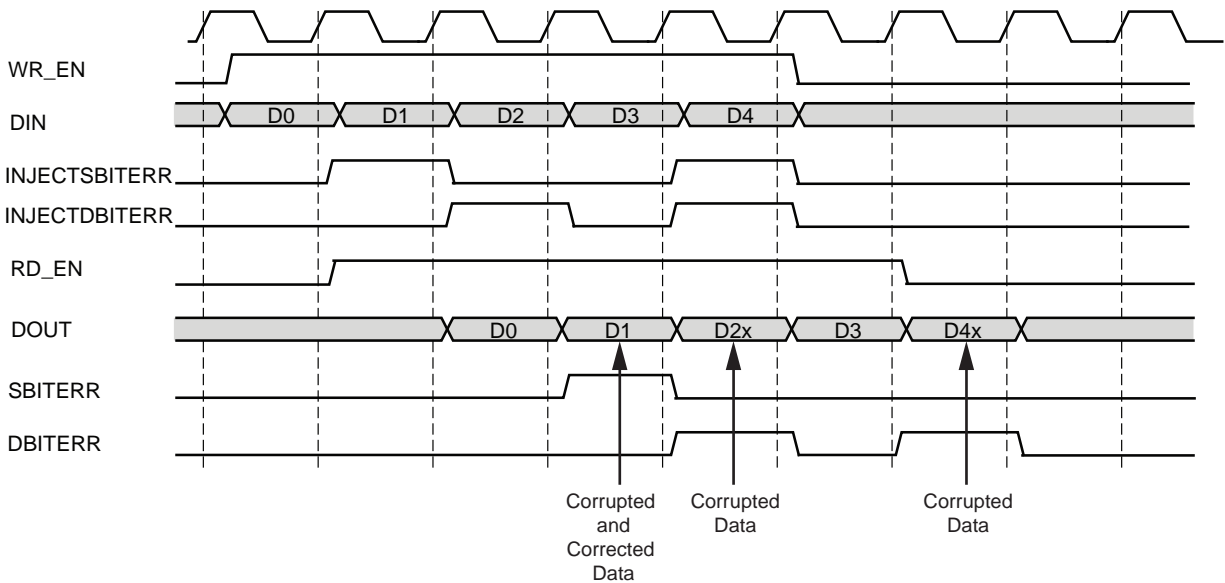 WR_EN
DIN
D0 D1 D2 D3 D4
INJECTSBITERR
INJECTDBITERR
RD_EN
DOUT
D0 D1 D2x D3 D4x
SBITERR
DBITERR
Corrupted
and
Corrected
Data
Corrupted
Data
Corrupted
Data